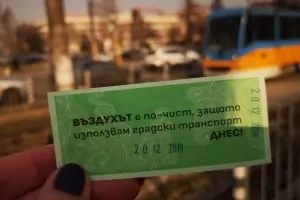 ВЪЗДУХЪТ е по-чист, защото
използвам градски транспорт
ДНЕС!
20 12 2019